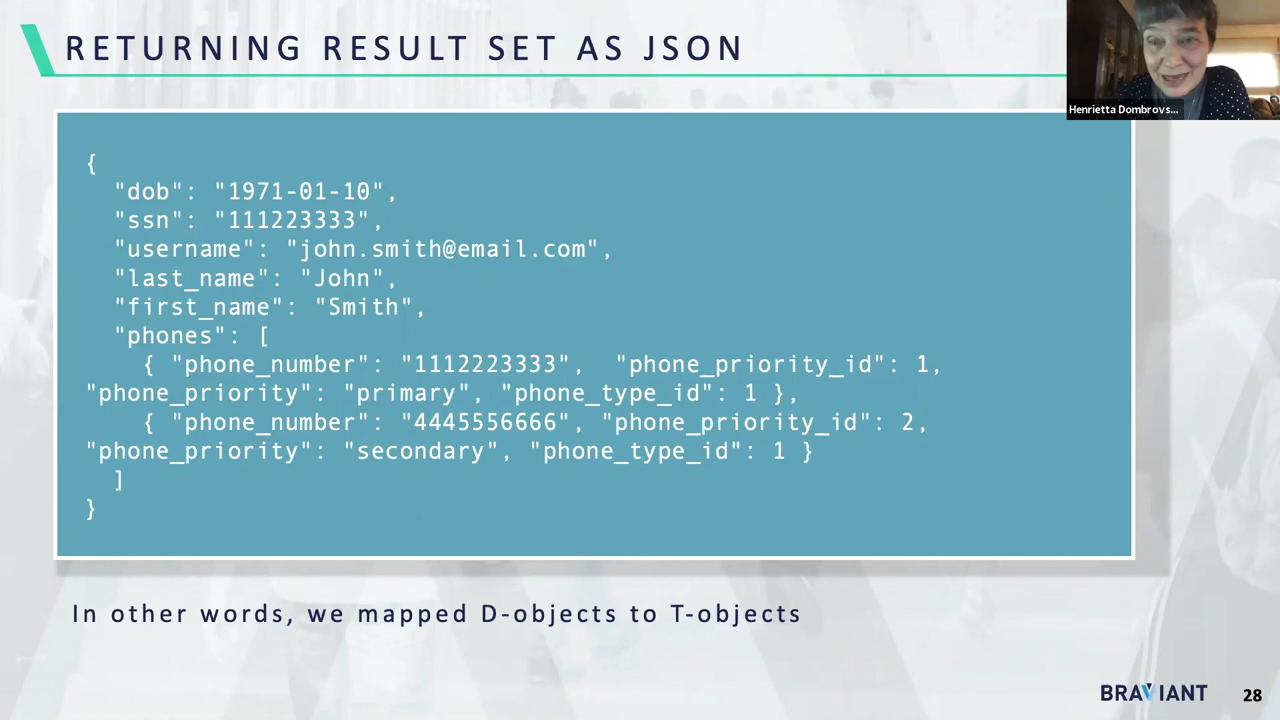 RETURNING RESULT SET AS JSON
Henrietta Dombrovs...
{
"dob": "1971-01-10",
"ssn": "111223333",
"username": "john.smith@email.com",
"last_name": "John",
"first_name": "Smith",
"phones": [
{ "phone_number": "1112223333", "phone_priority_id": 1,
"phone_priority": "primary", "phone_type_id": 1 },
{ "phone_number": "4445556666", "phone_priority_id": 2,
"phone_priority": "secondary", "phone_type_id": 1 }
]
}
In other words, we mapped D-objects to T-objects
BRAVIANT
28